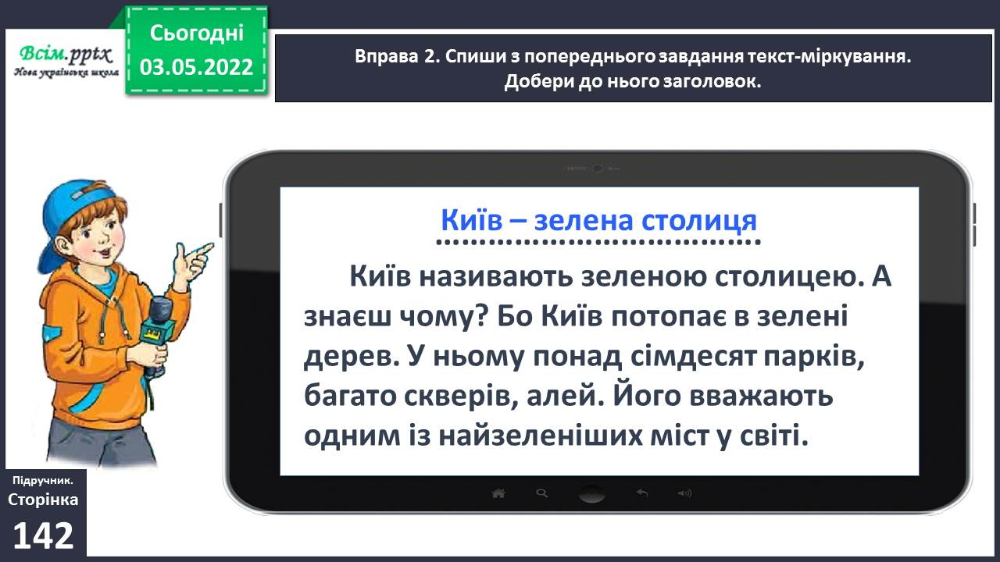 Всім.pptx
Нова українська школа
Сьогодні
03.05.2022
Вправа 2. Спиши з попереднього завдання текст-міркування.
Добери до нього заголовок.
Київ – зелена столиця
Київ називають зеленою столицею. А
знаєш чому? Бо Київ потопає в зелені
дерев. У ньому понад сімдесят парків,
багато скверів, алей. Його вважають
одним із найзеленіших міст у світі.
Підручник.
Сторінка
142